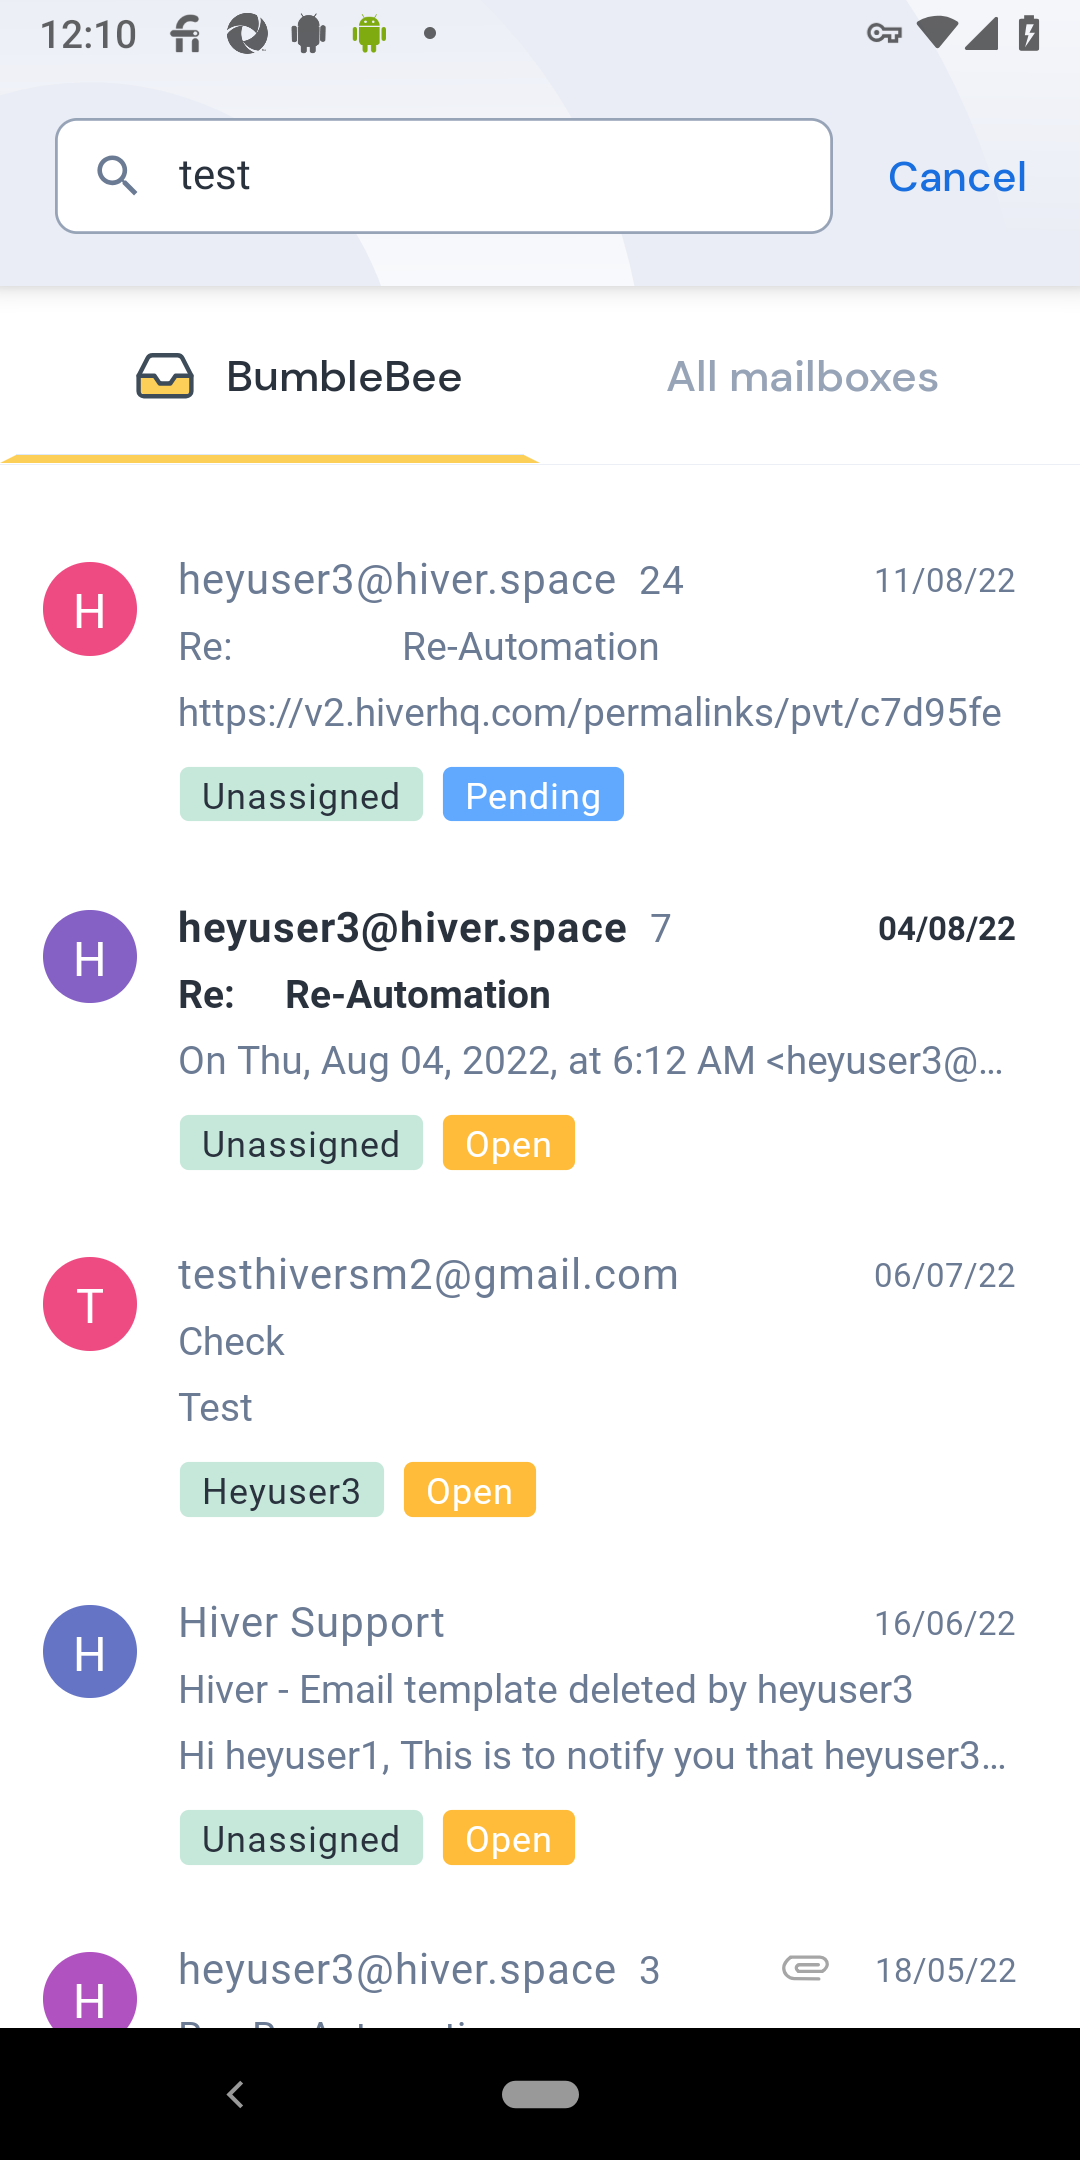 12:10
test
Cancel
BumbleBee
All mailboxes
H
heyuser3@hiver.space 24
11/08/22
Re: Re-Automation
https://v2.hiverhq.com/permalinks/pvt/c7d95fe
Unassigned
Pending
H
heyuser3@hiver.space 7
04/08/22
Re: Re-Automation
On Thu, Aug 04, 2022, at 6:12 AM <heyuser3@...
Unassigned
Open
T
testhiversm2@gmail.com
06/07/22
Check
Test
Heyuser3
Open
H
Hiver Support
16/06/22
Hiver - Email template deleted by heyuser3
Hi heyuser1, This is to notify you that heyuser3...
Unassigned
Open
H
heyuser3@hiver.space 3
18/05/22